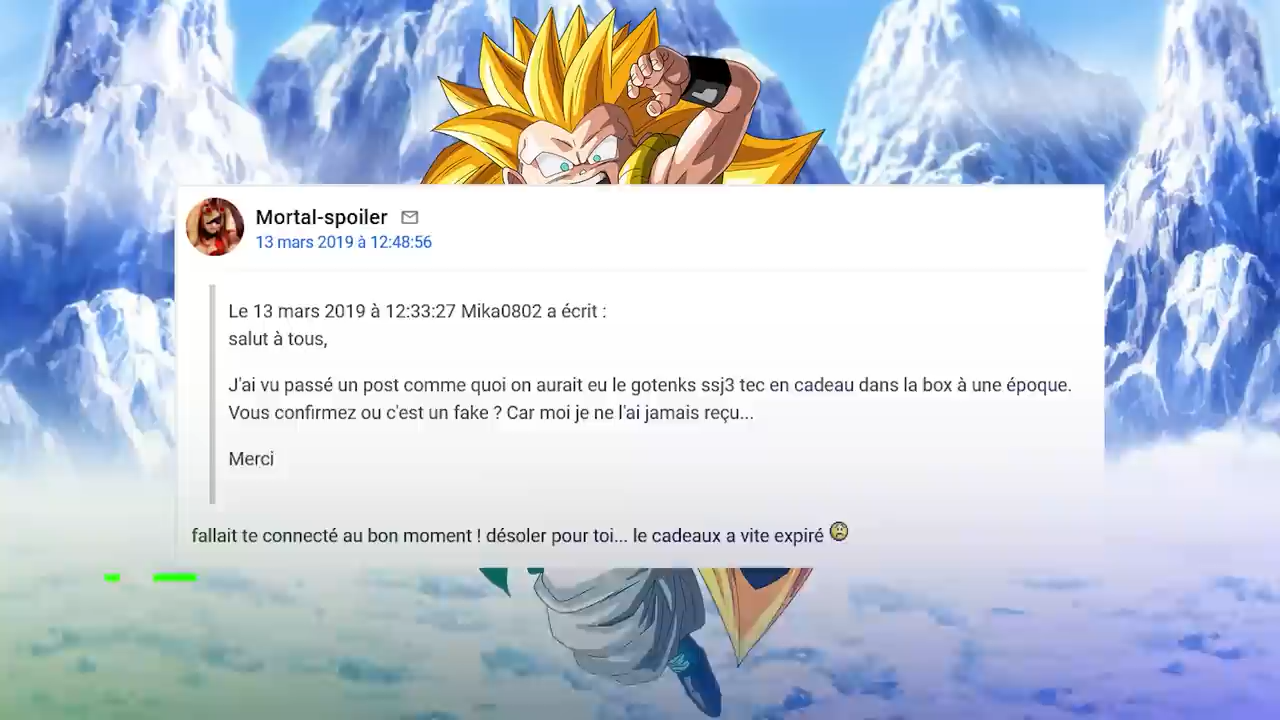 Mortal-spoiler
13 mars 2019 à 12:48:56
Le 13 mars 2019 à 12:33:27 Mika0802 a écrit :
salut à tous,
J'ai vu passé un post comme quoi on aurait eu le gotenks ssj3 tec en cadeau dans la box à une époque.
Vous confirmez ou c'est un fake ? Car moi je ne l'ai jamais reçu...
Merci
fallait te connecté au bon moment ! désoler pour toi... le cadeaux a vite expiré